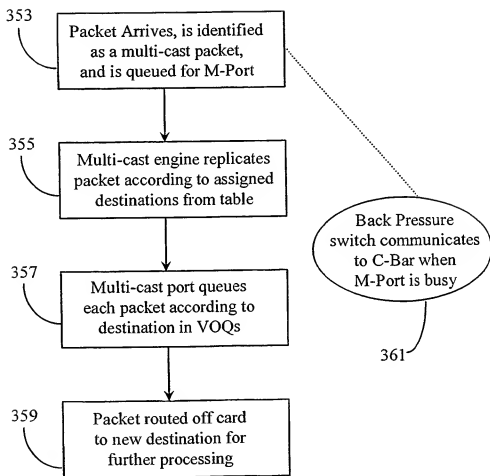 353
Packet Arrives, is identified
as a multi-cast packet,
and is queued for M-Port
355
Multi-cast engine replicates
packet according to assigned
destinations from table
Back Pressure
switch communicates
to C-Bar when
M-Port is busy
361
357
Multi-cast port queues
each packet according to
destination in VOQs
359
Packet routed off card
to new destination for
further processing